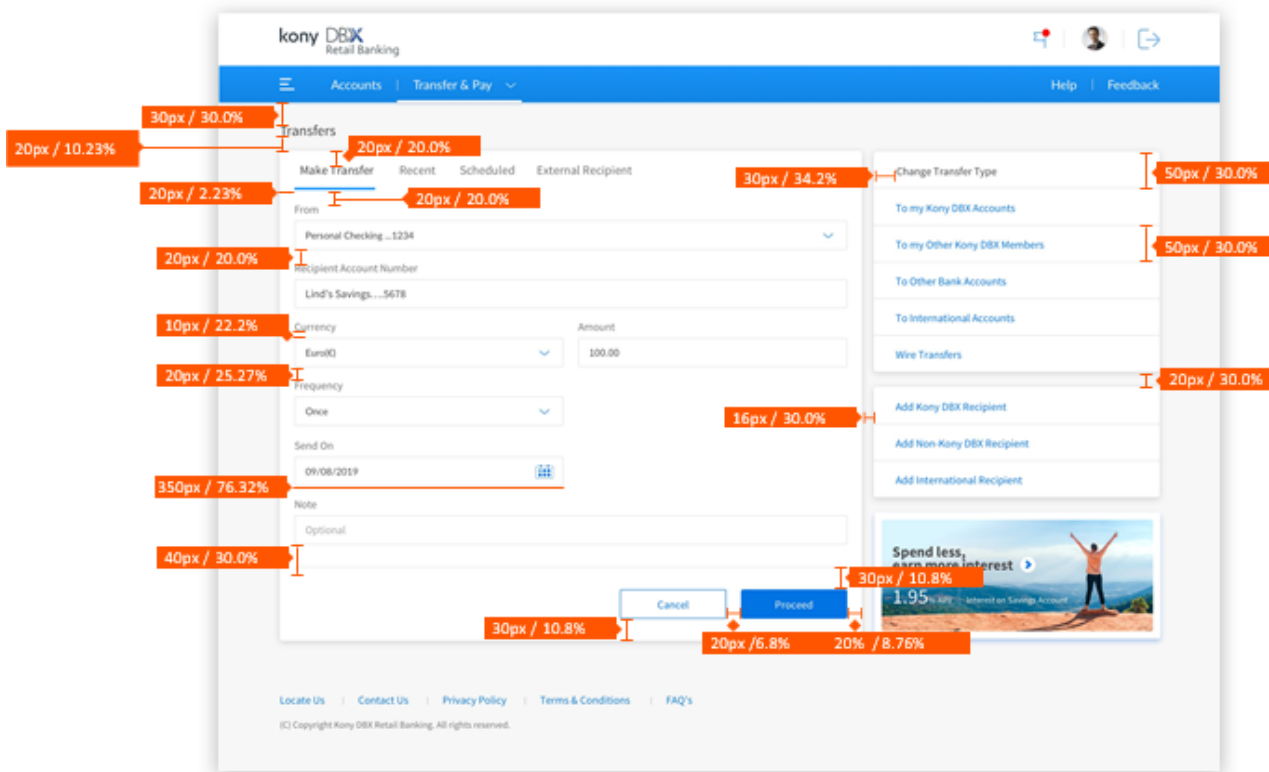 kony DBX
Retail Banking
Accounts | Transfer & Pay
Help | Feedback
30px / 30.0%
Transfers
20px / 10.23%
20px / 20.0%
Make Transfer Recent Scheduled External Recipient
30px / 34.2%
Change Transfer Type
50px / 30.0%
20px / 2.23%
20px / 20.0%
From
To my Kony DBX Accounts
Personal Checking ...1234
To my Other Kony DBX Members
50px / 30.0%
20px / 20.0%
Recipient Account Number
To Other Bank Accounts
Lind's Savings....5678
To International Accounts
10px / 22.2%
Currency
Amount
Euro(€)
100.00
Wire Transfers
20px / 25.27%
20px / 30.0%
Frequency
Once
Add Kony DBX Recipient
16px / 30.0%
Send On
Add Non-Kony DBX Recipient
09/08/2019
Add International Recipient
350px / 76.32%
Note
Optional
40px / 30.0%
Spend less,
earn more interest
30px / 10.8%
1.95% APY Interest on Savings Account
Cancel
Proceed
30px / 10.8%
20px /6.8%
20% /8.76%
Locate Us | Contact Us | Privacy Policy | Terms & Conditions | FAQ's
(C) Copyright Kony DBX Retail Banking. All rights reserved.